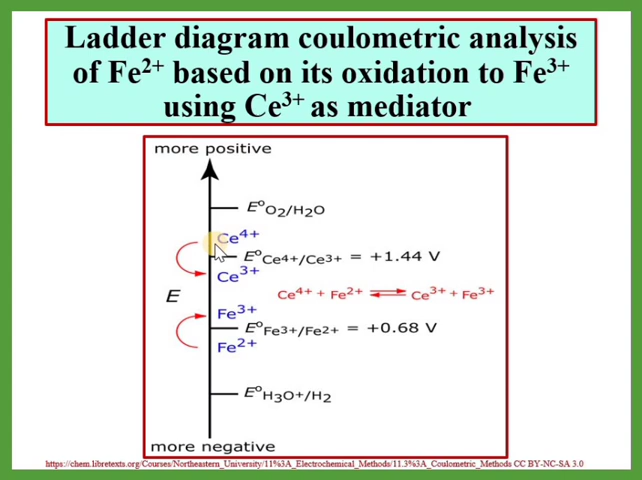 Ladder diagram coulometric analysis
of Fe²⁺ based on its oxidation to Fe³⁺
using Ce³⁺ as mediator
more positive
E°O₂/H₂O
Ce⁴⁺
E°Ce4+/Ce3+ = +1.44 V
Ce³⁺
Ce⁴⁺ + Fe²⁺ ⇌ Ce³⁺ + Fe³⁺
E
Fe³⁺
E°Fe3+/Fe2+ = +0.68 V
Fe²⁺
E°H₃O+/H₂
more negative
https://chem.libretexts.org/Courses/Northeastern_University/11%3A_Electrochemical_Methods/11.3%3A_Coulometric_Methods CC BY-NC-SA 3.0